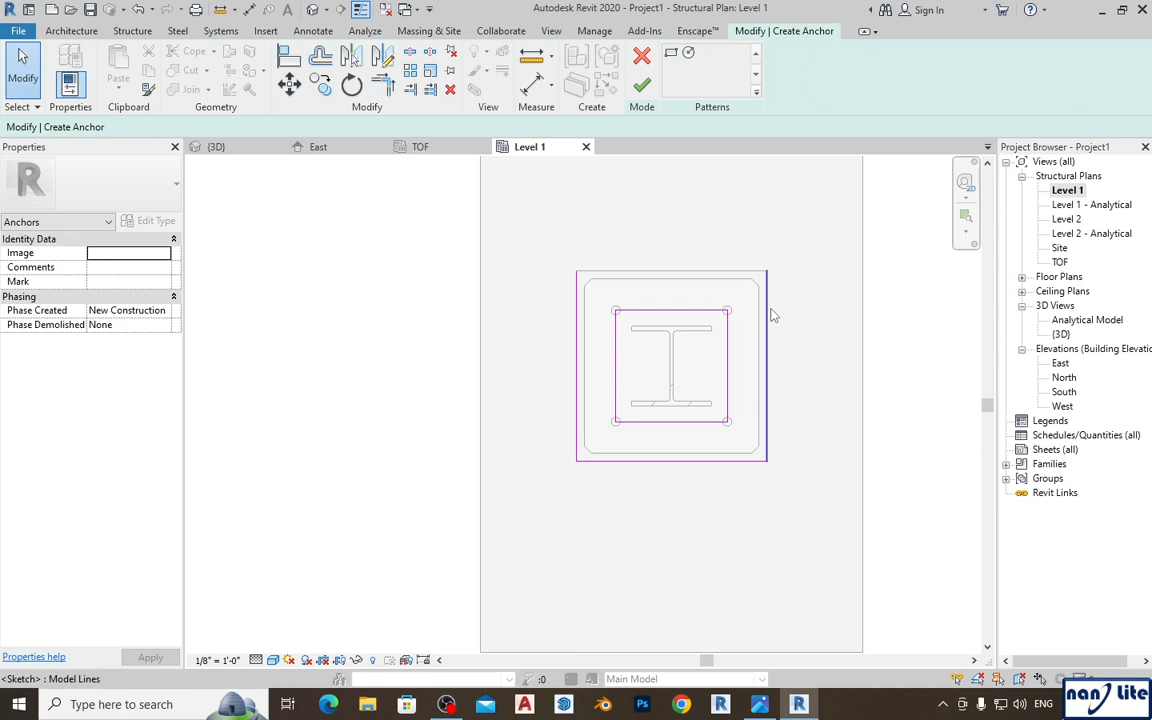 Autodesk Revit 2020 - Project1 - Structural Plan: Level 1
Sign In
File
Architecture
Structure
Steel
Systems
Insert
Annotate
Analyze
Massing & Site
Collaborate
View
Manage
Add-Ins
Enscape™
Modify | Create Anchor
Modify
Paste
Cope
Cut
Join
Select
Properties
Clipboard
Geometry
Modify
View
Measure
Create
Mode
Patterns
Modify | Create Anchor
Properties
{3D}
East
TOF
Level 1
Project Browser - Project1
R
Anchors
Edit Type
Identity Data
Image
Comments
Mark
Phasing
Phase Created New Construction
Phase Demolished None
Views (all)
Structural Plans
Level 1
Level 1 - Analytical
Level 2
Level 2 - Analytical
Site
TOF
Floor Plans
Ceiling Plans
3D Views
Analytical Model
{3D}
Elevations (Building Elevatio
East
North
South
West
Legends
Schedules/Quantities (all)
Sheets (all)
Families
Groups
Revit Links
2D
Properties help
Apply
1/8" = 1'-0"
<Sketch> : Model Lines
:0
Main Model
Type here to search
ENG
nanolite